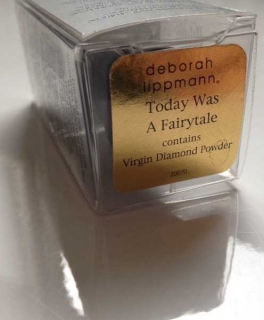 deborah
lippmann.
Today Was
A Fairytale
contains
Virgin Diamond Powder